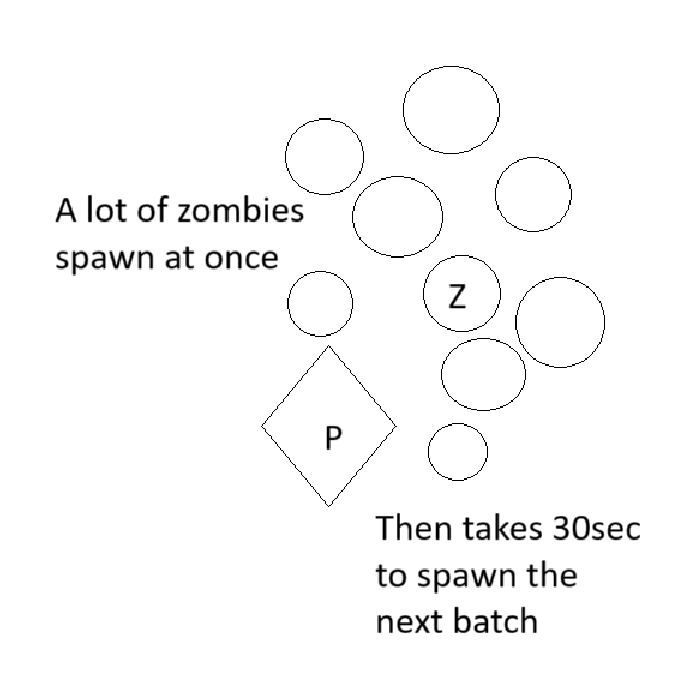 A lot of zombies
spawn at once
Z
P
Then takes 30sec
to spawn the
next batch